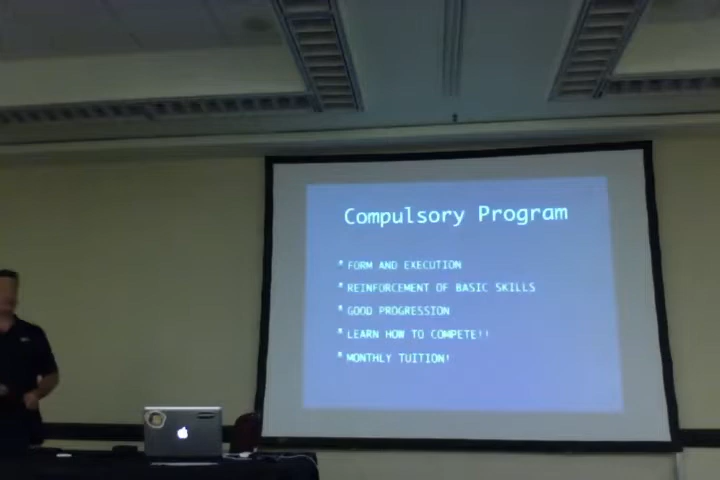 Compulsory Program
* FORM AND EXECUTION
* REINFORCEMENT OF BASIC SKILLS
* GOOD PROGRESSION
* LEARN HOW TO COMPETE!!
* MONTHLY TUITION!